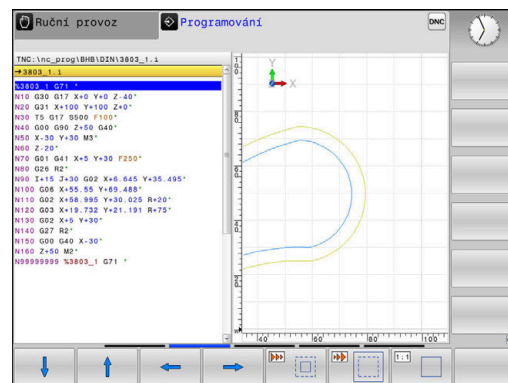 Ruční provoz
Programování
DNC
TNC:\nc_prog\BHB\DIN\3803_1.i
→3803_1.i
%3803_1 G71 *
N10 G30 G17 X+0 Y+0 Z-40*
N20 G31 X+100 Y+100 Z+0*
N30 T5 G17 S500 F100*
N40 G00 G90 Z+50 G40*
N50 X-30 Y+30 M3*
N60 Z-20*
N70 G01 G41 X+5 Y+30 F250*
N80 G26 R2*
N90 I+15 J+30 G02 X+6.645 Y+35.495*
N100 G06 X+55.55 Y+69.488*
N110 G02 X+58.995 Y+30.025 R+20*
N120 G03 X+19.732 Y+21.191 R+75*
N130 G02 X+5 Y+30*
N140 G27 R2*
N150 G00 G40 X-30*
N160 Z+50 M2*
N99999999 %3803_1 G71 *
Y
X
40
60
80
100
1:1